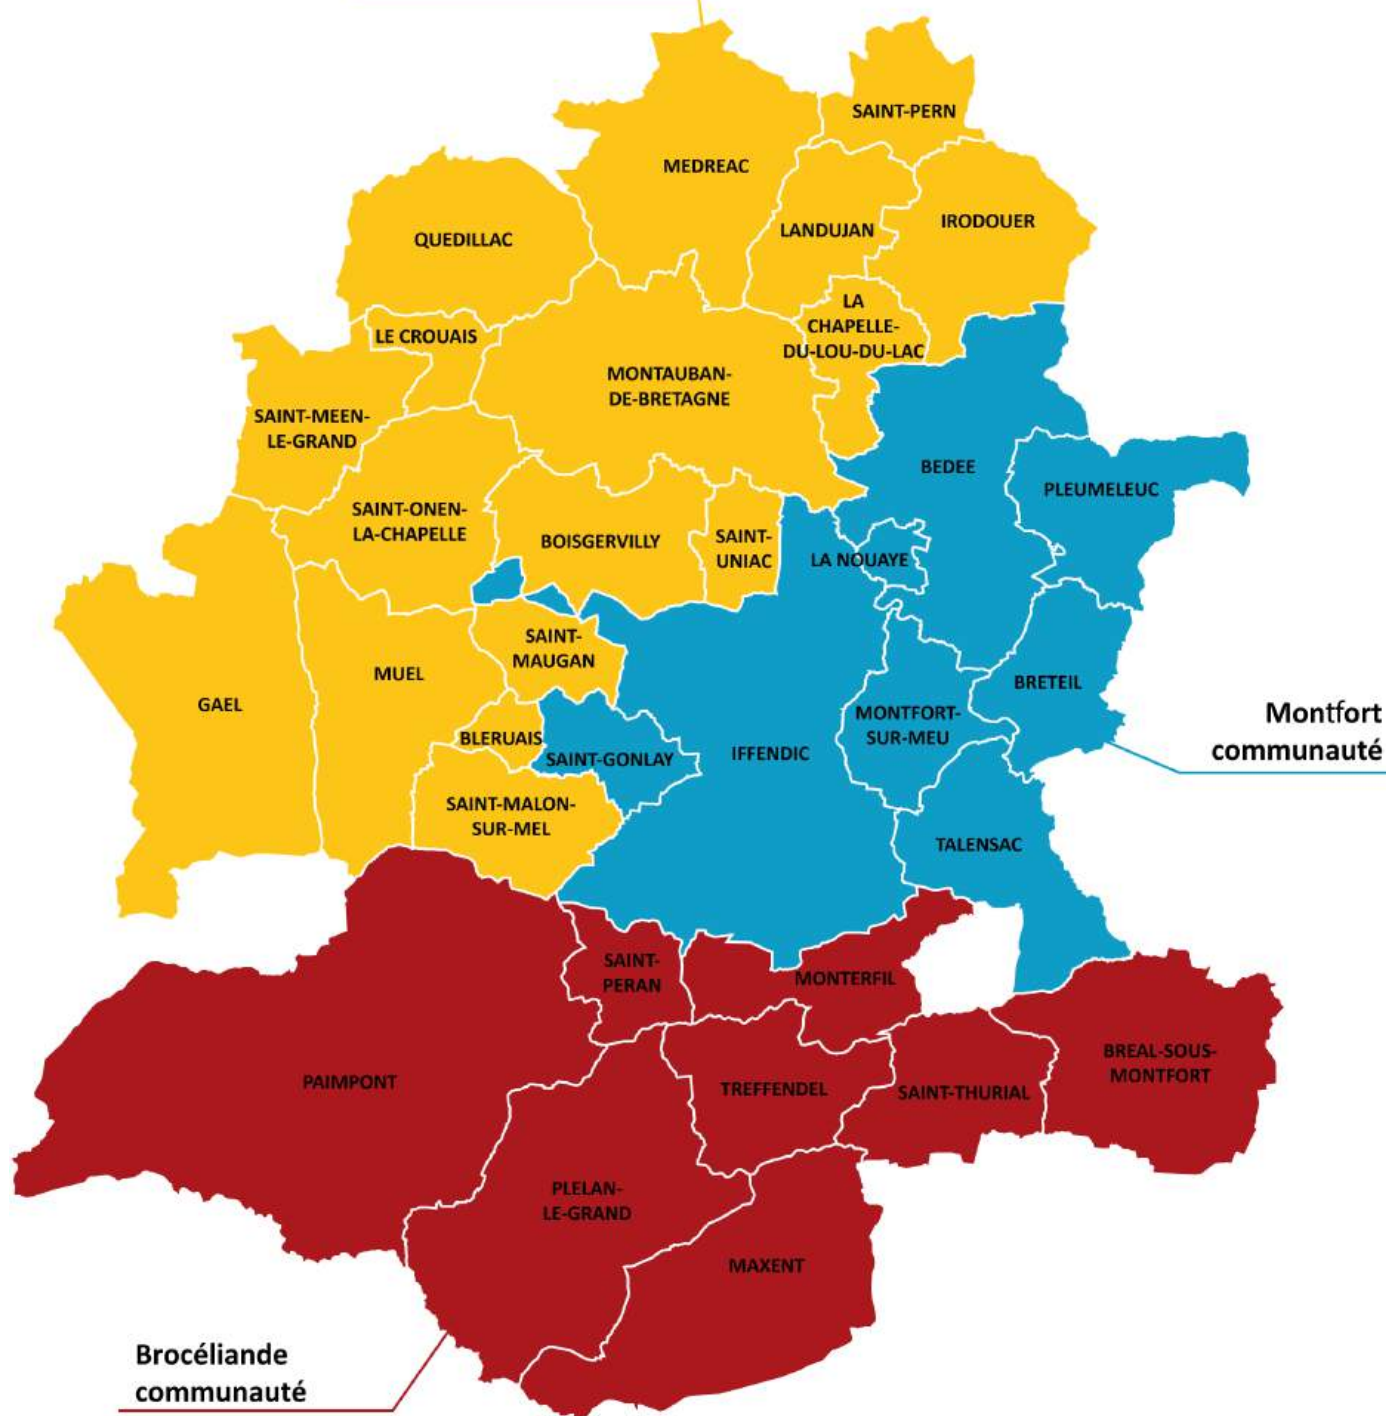 SAINT-PERN
MEDREAC
IRODOUER
LANDUJAN
QUEDILLAC
LA
CHAPELLE-
DU-LOU-DU-LAC
LE CROUAIS
MONTAUBAN-
DE-BRETAGNE
SAINT-MEEN-
LE-GRAND
BEDEE
PLEUMELEUC
SAINT-ONEN-
LA-CHAPELLE
BOISGERVILLY
SAINT-
UNIAC
LA NOUAYE
SAINT-
MAUGAN
MUEL
BRETEIL
GAEL
MONTFORT-
SUR-MEU
Montfort
communauté
BLERUAIS
SAINT-GONLAY
IFFENDIC
SAINT-MALON-
SUR-MEL
TALENSAC
SAINT-
PERAN
MONTERFIL
BREAL-SOUS-
MONTFORT
PAIMPONT
TREFFENDEL
SAINT-THURIAL
PLELAN-
LE-GRAND
MAXENT
Brocéliande
communauté